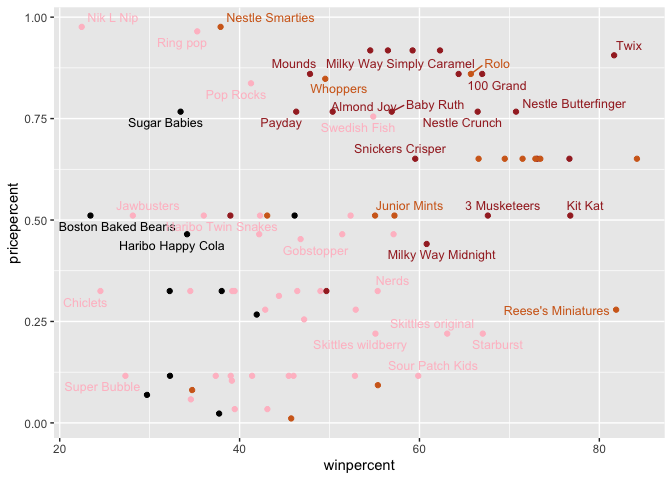 1.00
Nik L Nip
Nestle Smarties
Ring pop
Twix
Mounds
Milky Way Simply Caramel
Rolo
100 Grand
Whoppers
Pop Rocks
Almond Joy
Baby Ruth
Nestle Butterfinger
0.75
Sugar Babies
Payday
Swedish Fish
Nestle Crunch
Snickers Crisper
Jawbusters
Junior Mints
3 Musketeers
Kit Kat
0.50
Boston Baked Beans
Haribo Twin Snakes
Haribo Happy Cola
Gobstopper
Milky Way Midnight
Nerds
Chiclets
Reese's Miniatures
0.25
Skittles original
Skittles wildberry
Starburst
Sour Patch Kids
Super Bubble
0.00
20
40
60
80
winpercent
pricepercent